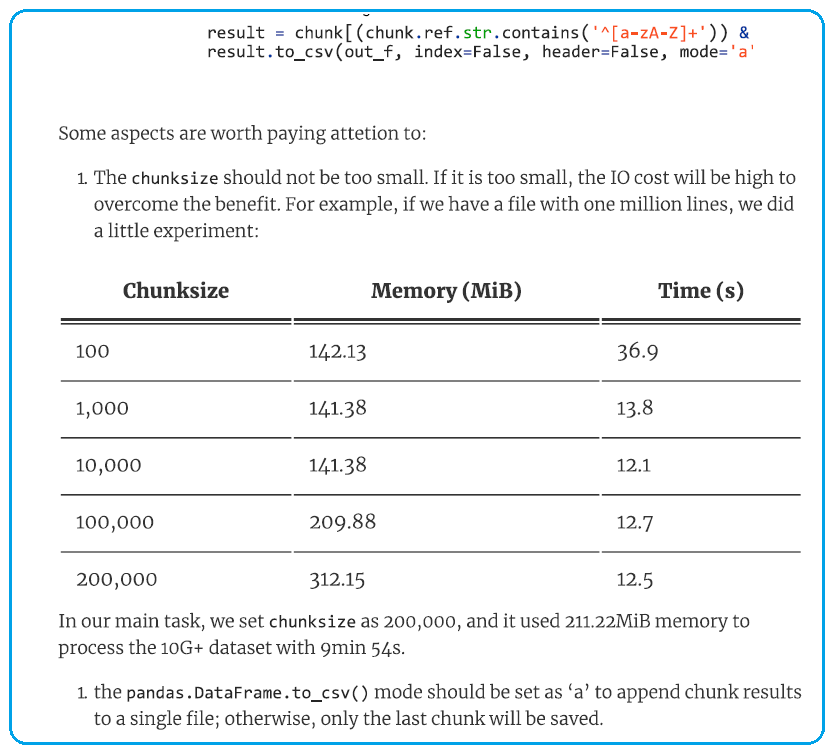 result = chunk[(chunk.ref.str.contains('^[a-zA-Z]+')) &
result.to_csv(out_f, index=False, header=False, mode='a'
Some aspects are worth paying attetion to:
1. The chunksize should not be too small. If it is too small, the IO cost will be high to
overcome the benefit. For example, if we have a file with one million lines, we did
a little experiment:
Chunksize Memory (MiB) Time (s)
100 142.13 36.9
1,000 141.38 13.8
10,000 141.38 12.1
100,000 209.88 12.7
200,000 312.15 12.5
In our main task, we set chunksize as 200,000, and it used 211.22MiB memory to
process the 10G+ dataset with 9min 54s.
1. the pandas.DataFrame.to_csv() mode should be set as ‘a’ to append chunk results
to a single file; otherwise, only the last chunk will be saved.